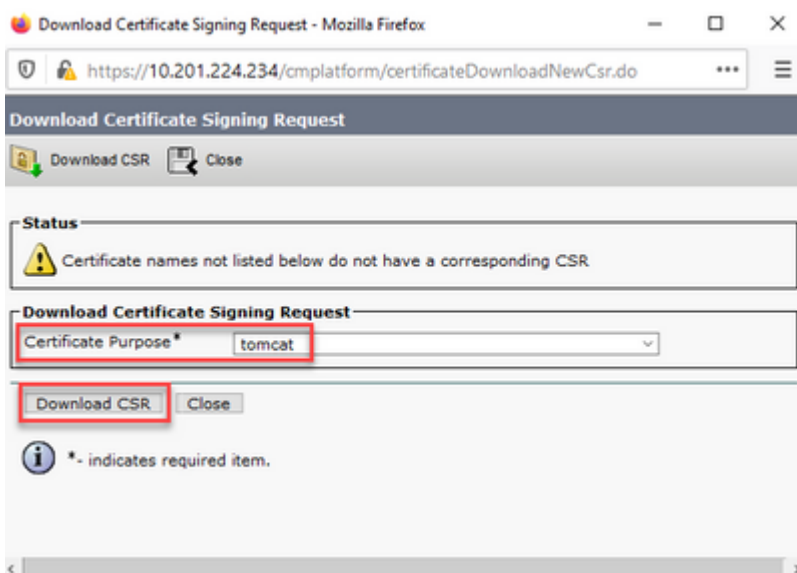 Download Certificate Signing Request - Mozilla Firefox
https://10.201.224.234/cmplatform/certificateDownloadNewCsr.do
Download Certificate Signing Request
Download CSR Close
Status
Certificate names not listed below do not have a corresponding CSR
Download Certificate Signing Request
Certificate Purpose* tomcat
Download CSR Close
*- indicates required item.